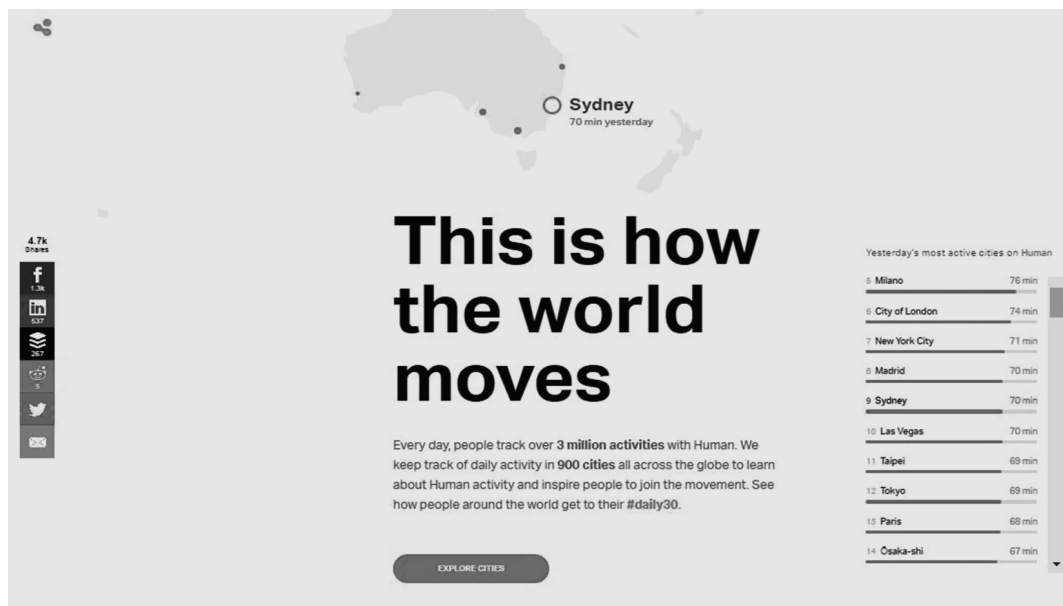 Sydney
70 min yesterday
4.7k
Shares
f
1.3k
in
537
267
5
This is how
the world
moves
Every day, people track over 3 million activities with Human. We
keep track of daily activity in 900 cities all across the globe to learn
about Human activity and inspire people to join the movement. See
how people around the world get to their #daily30.
EXPLORE CITIES
Yesterday's most active cities on Human
5 Milano 76 min
6 City of London 74 min
7 New York City 71 min
8 Madrid 70 min
9 Sydney 70 min
10 Las Vegas 70 min
11 Taipei 69 min
12 Tokyo 69 min
13 Paris 68 min
14 Ōsaka-shi 67 min